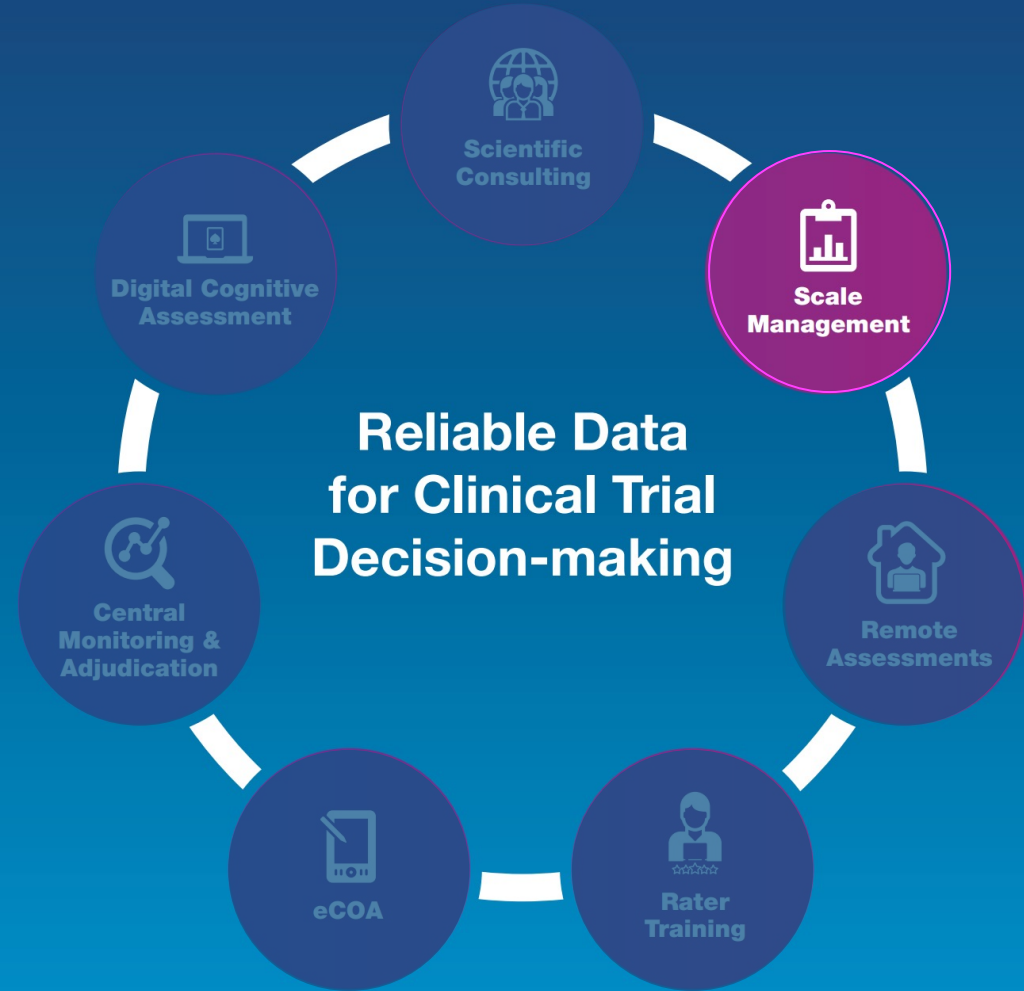 Scientific
Consulting
Scale
Management
Digital Cognitive
Assessment
Reliable Data
for Clinical Trial
Decision-making
Central
Monitoring &
Adjudication
Remote
Assessments
eCOA
Rater
Training